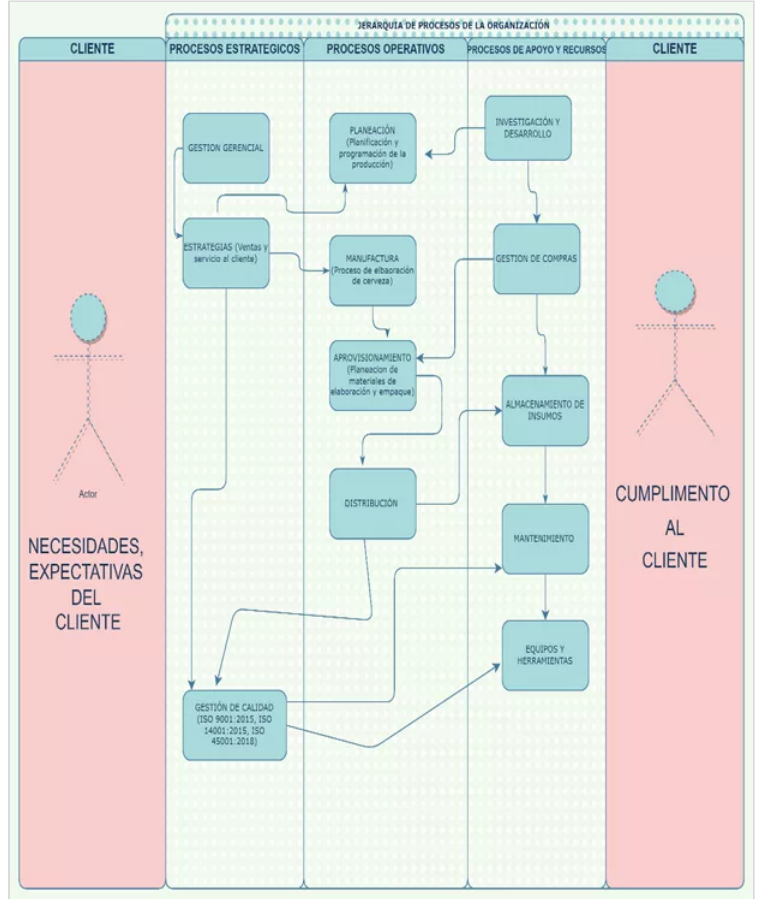 JERARQUIA DE PROCESOS DE LA ORGANIZACIÓN
CLIENTE
PROCESOS ESTRATEGICOS
PROCESOS OPERATIVOS
PROCESOS DE APOYO Y RECURSOS
CLIENTE
GESTION GERENCIAL
PLANEACIÓN
(Planificación y
programación de la
producción)
INVESTIGACIÓN Y
DESARROLLO
ESTRATEGIAS (Ventas y
servicio al cliente)
MANUFACTURA
(Proceso de elbaoración
de cerveza)
GESTION DE COMPRAS
APROVISIONAMIENTO
(Planeacion de
materiales de
elaboración y empaque)
ALMACENAMIENTO DE
INSUMOS
DISTRIBUCIÓN
MANTENIMIENTO
EQUIPOS Y
HERRAMIENTAS
GESTIÓN DE CALIDAD
(ISO 9001:2015, ISO
14001:2015, ISO
45001:2018)
Actor
NECESIDADES,
EXPECTATIVAS
DEL
CLIENTE
CUMPLIMENTO
AL
CLIENTE